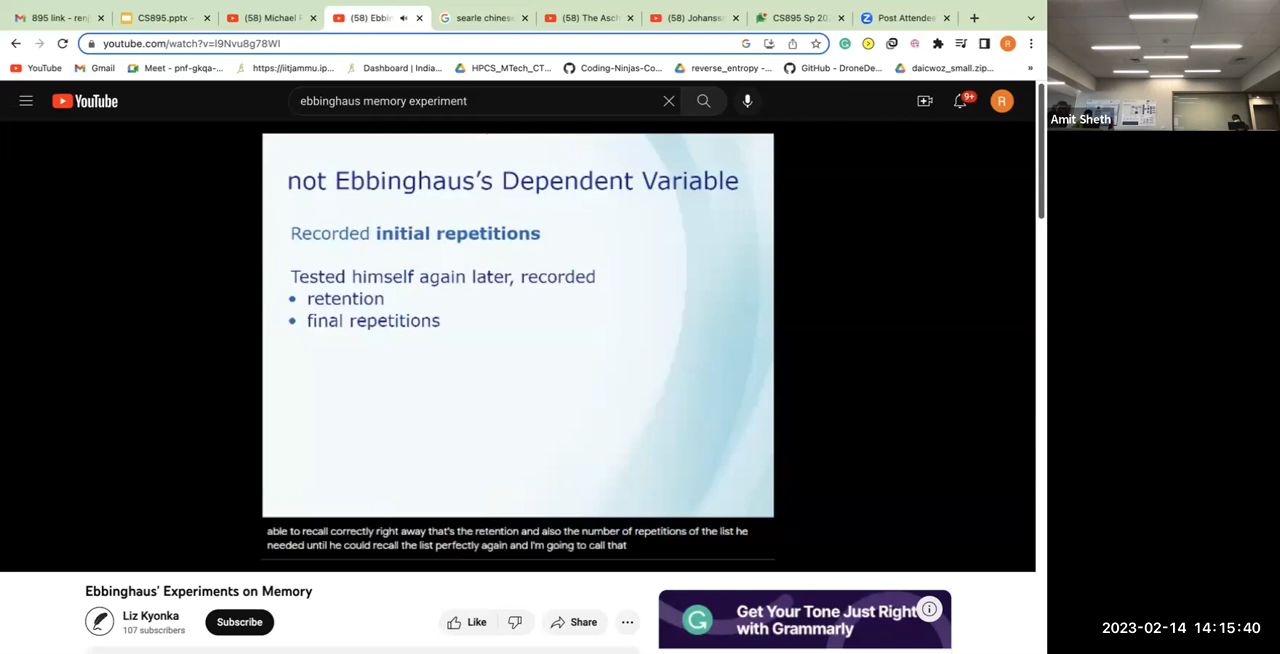 895 link - ren
CS895.pptx -
(58) Michael
(58) Ebbin
searle chinese
(58) The Asch
(58) Johanss
CS895 Sp 20
Post Attendee
youtube.com/watch?v=I9Nvu8g78WI
YouTube
Gmail
Meet - pnf-gkqa-...
https://iitjammu.ip...
Dashboard | India...
HPCS_MTech_CT...
Coding-Ninjas-Co...
reverse_entropy -...
GitHub - DroneDe...
daicwoz_small.zip...
»
YouTube
ebbinghaus memory experiment
9+
R
Amit Sheth
not Ebbinghaus's Dependent Variable
Recorded initial repetitions
Tested himself again later, recorded
• retention
• final repetitions
able to recall correctly right away that's the retention and also the number of repetitions of the list he
needed until he could recall the list perfectly again and I'm going to call that
Ebbinghaus' Experiments on Memory
Liz Kyonka
107 subscribers
Subscribe
Like
Share
Get Your Tone Just Right
with Grammarly
2023-02-14 14:15:40